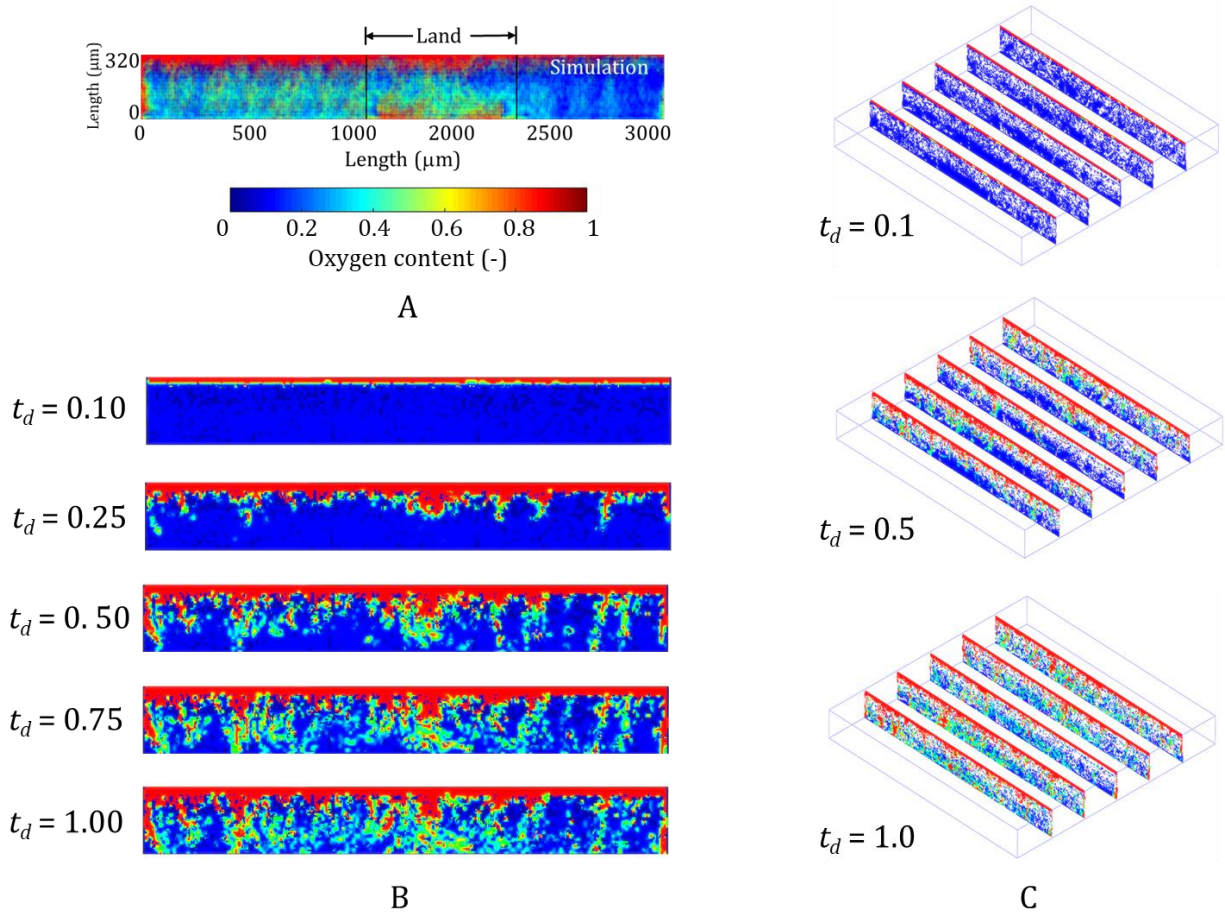 Land
Length (µm)
320
0
Simulation
0 500 1000 2000 2500 3000
Length (µm)
0 0.2 0.4 0.6 0.8 1
Oxygen content (-)
A
t_d = 0.10
t_d = 0.25
t_d = 0.50
t_d = 0.75
t_d = 1.00
B
t_d = 0.1
t_d = 0.5
t_d = 1.0
C